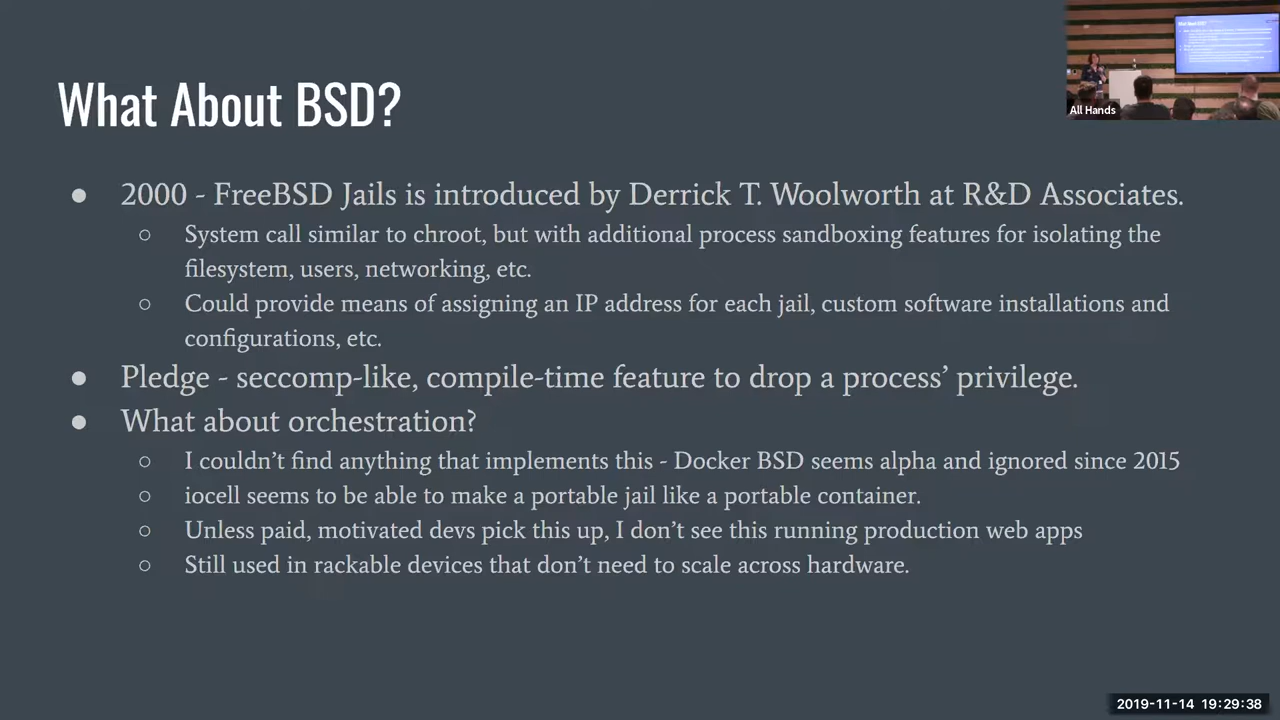 All Hands
What About BSD?
● 2000 - FreeBSD Jails is introduced by Derrick T. Woolworth at R&D Associates.
○ System call similar to chroot, but with additional process sandboxing features for isolating the
filesystem, users, networking, etc.
○ Could provide means of assigning an IP address for each jail, custom software installations and
configurations, etc.
● Pledge - seccomp-like, compile-time feature to drop a process’ privilege.
● What about orchestration?
○ I couldn’t find anything that implements this - Docker BSD seems alpha and ignored since 2015
○ iocell seems to be able to make a portable jail like a portable container.
○ Unless paid, motivated devs pick this up, I don’t see this running production web apps
○ Still used in rackable devices that don’t need to scale across hardware.
2019-11-14 19:29:38